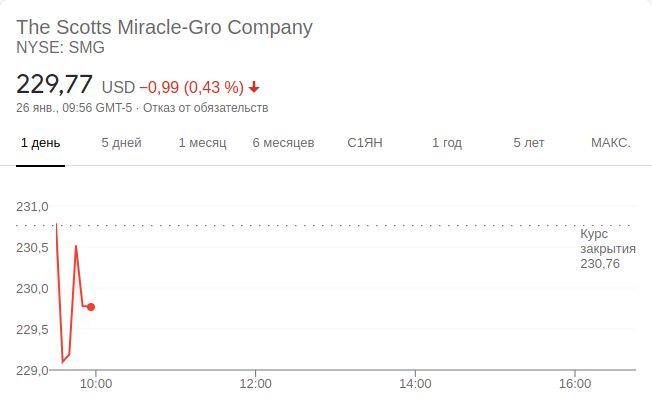 The Scotts Miracle-Gro Company
NYSE: SMG
229,77 USD −0,99 (0,43 %)
26 янв., 09:56 GMT-5 · Отказ от обязательств
1 день 5 дней 1 месяц 6 месяцев С1ЯН 1 год 5 лет МАКС.
231,0
Курс
закрытия
230,76
230,5
230,0
229,5
229,0
10:00 12:00 14:00 16:00